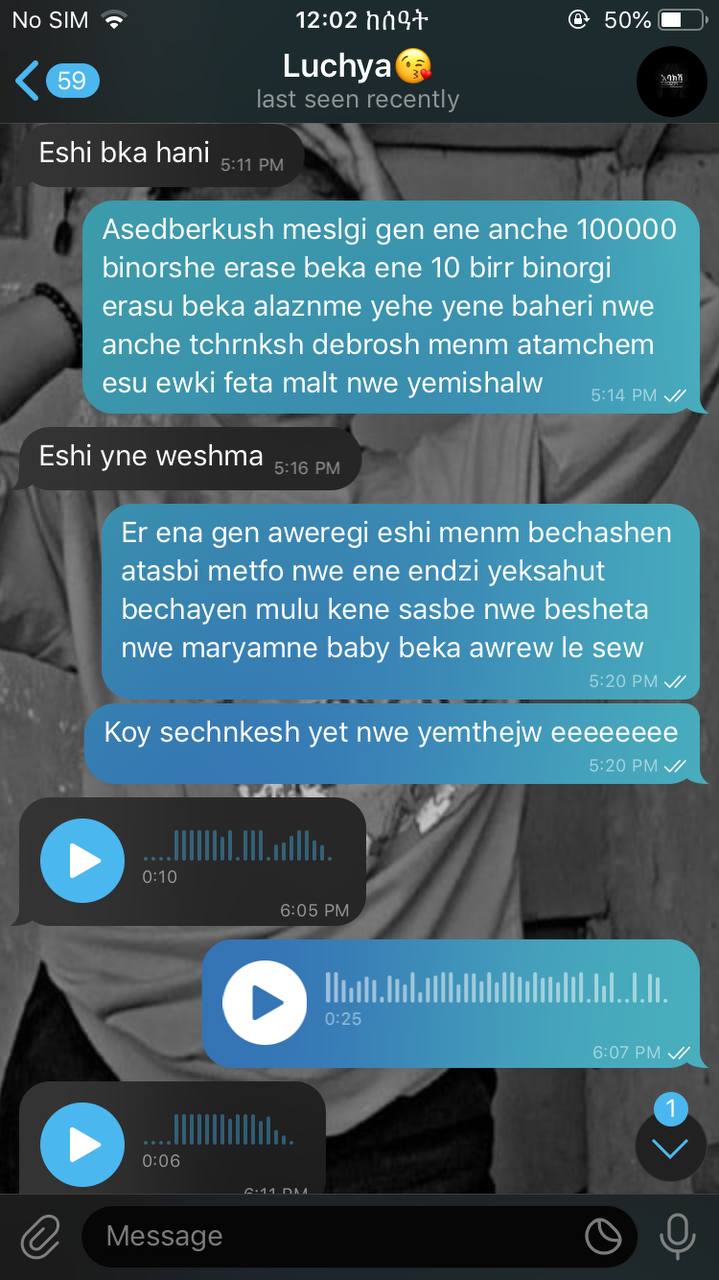 No SIM 12:02 ከሰዓት 50%
59 Luchya😘
last seen recently
Eshi bka hani 5:11 PM
Asedberkush meslgi gen ene anche 100000
binorshe erase beka ene 10 birr binorgi
erasu beka alaznme yehe yene baheri nwe
anche tchrnksh debrosh menm atamchem
esu ewki feta malt nwe yemishalw 5:14 PM
Eshi yne weshma 5:16 PM
Er ena gen aweregi eshi menm bechashen
atasbi metfo nwe ene endzi yeksahut
bechayen mulu kene sasbe nwe besheta
nwe maryamne baby beka awrew le sew
5:20 PM
Koy sechnkesh yet nwe yemthejw eeeeeeee
5:20 PM
0:10
6:05 PM
0:25
6:07 PM
1
0:06
6:11 PM
Message